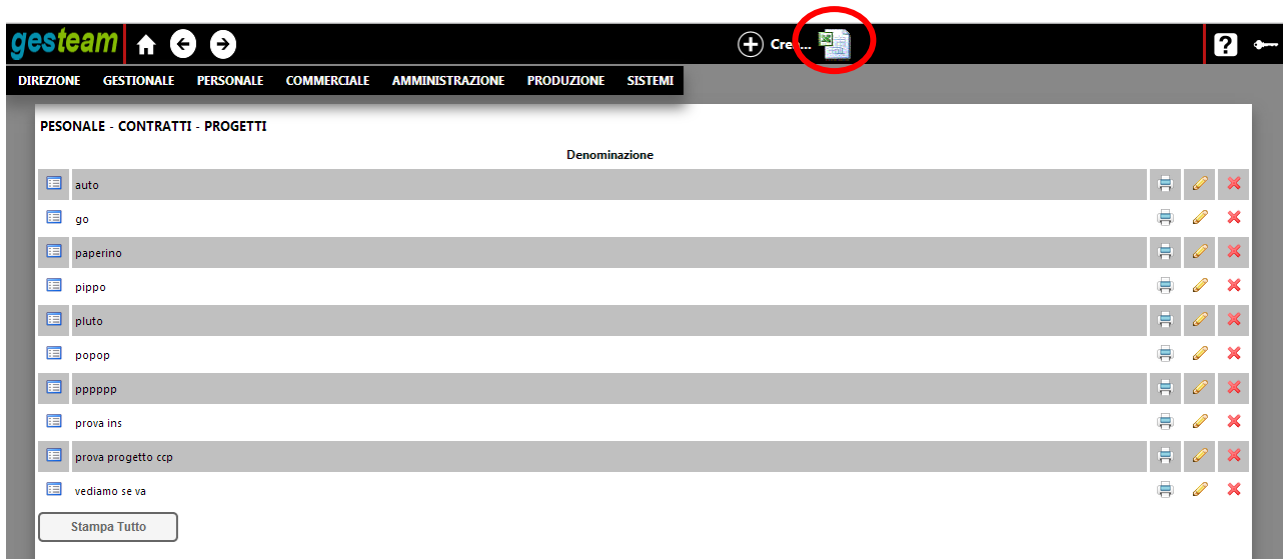 gesteam Crea... ?
DIREZIONE GESTIONALE PERSONALE COMMERCIALE AMMINISTRAZIONE PRODUZIONE SISTEMI
PESONALE - CONTRATTI - PROGETTI
Denominazione
auto
go
paperino
pippo
pluto
popop
pppppp
prova ins
prova progetto ccp
vediamo se va
Stampa Tutto